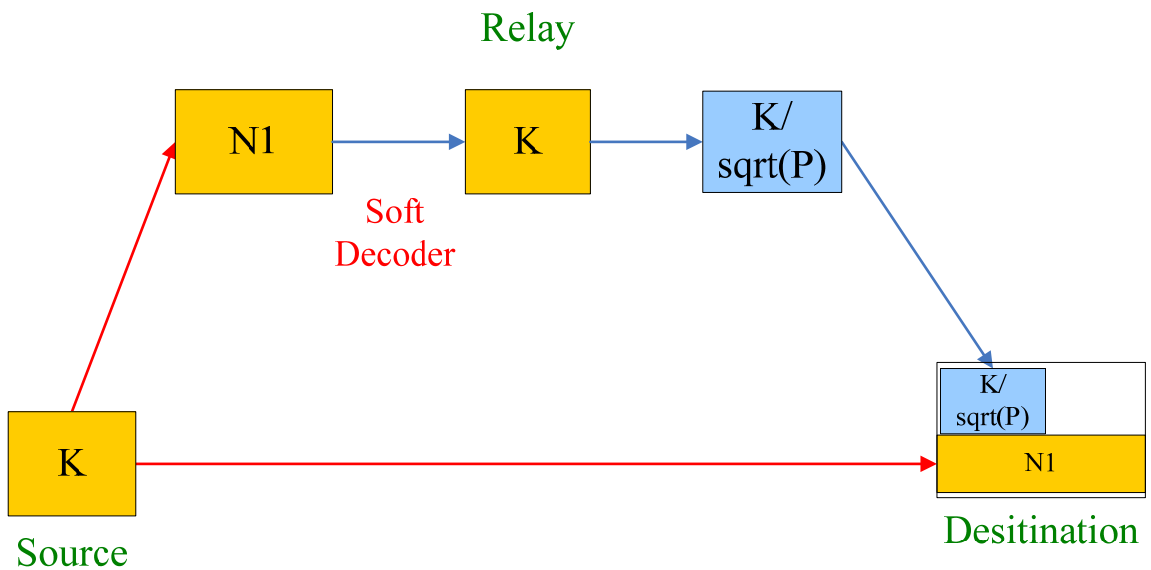 Relay
N1
K
K/
sqrt(P)
Soft
Decoder
K
Source
K/
sqrt(P)
N1
Desitination